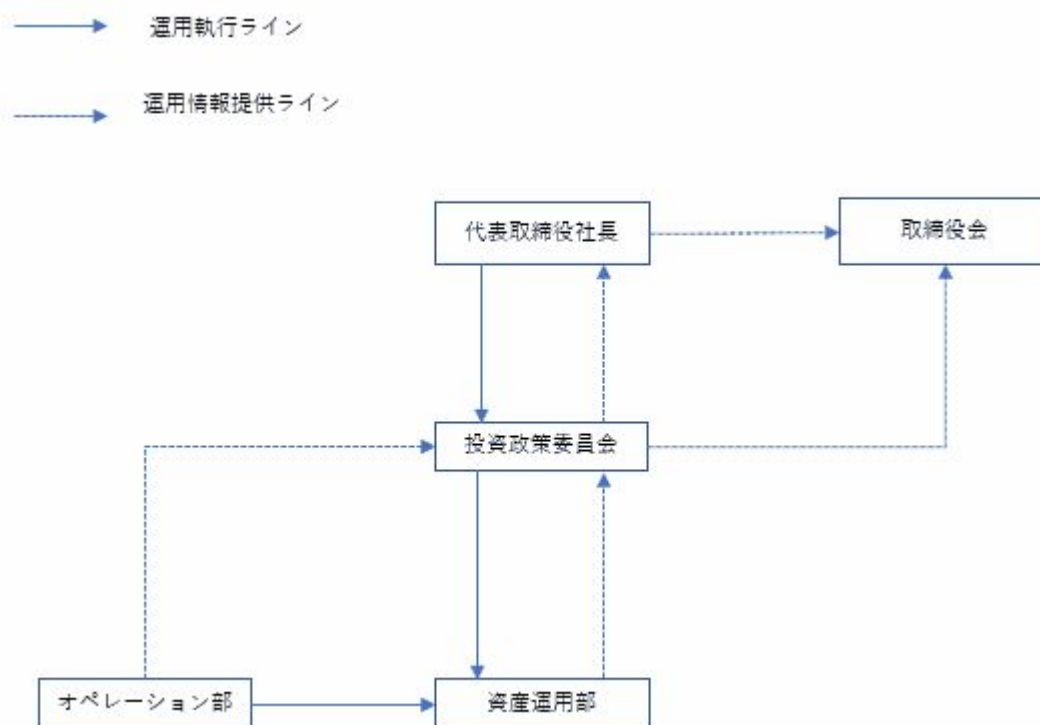 運用執行ライン
運用情報提供ライン
代表取締役社長
取締役会
投資政策委員会
オペレーション部
資産運用部